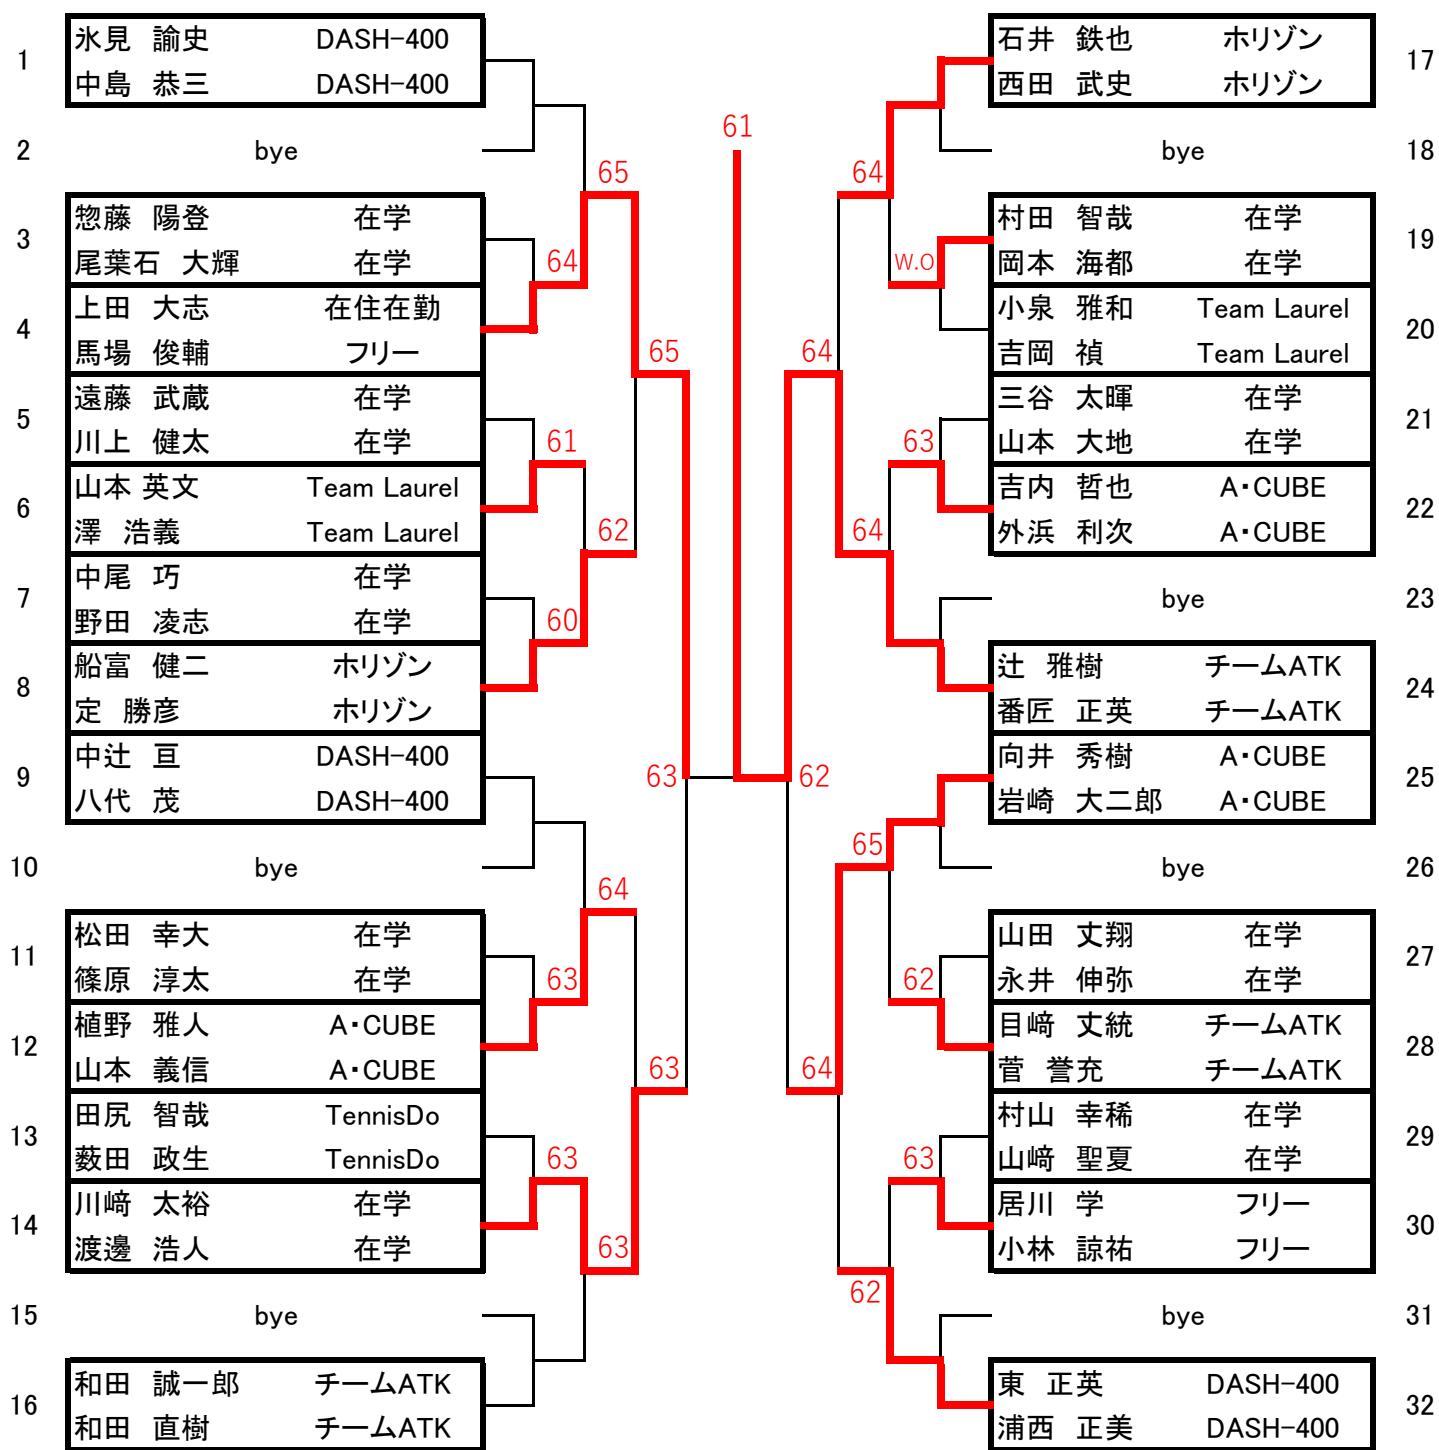 1 氷見 諭史 DASH-400
中島 恭三 DASH-400
2 bye
3 惣藤 陽登 在学
尾葉石 大輝 在学
4 上田 大志 在住在勤
馬場 俊輔 フリー
5 遠藤 武蔵 在学
川上 健太 在学
6 山本 英文 Team Laurel
澤 浩義 Team Laurel
7 中尾 巧 在学
野田 凌志 在学
8 船富 健二 ホリゾン
定 勝彦 ホリゾン
9 中辻 亘 DASH-400
八代 茂 DASH-400
10 bye
11 松田 幸大 在学
篠原 淳太 在学
12 植野 雅人 A・CUBE
山本 義信 A・CUBE
13 田尻 智哉 TennisDo
薮田 政生 TennisDo
14 川﨑 太裕 在学
渡邊 浩人 在学
15 bye
16 和田 誠一郎 チームATK
和田 直樹 チームATK
65
64
65
61
62
60
63
64
63
63
63
63
61
62
64
64
W.O
63
64
65
62
64
63
62
石井 鉄也 ホリゾン 17
西田 武史 ホリゾン
bye 18
村田 智哉 在学 19
岡本 海都 在学
小泉 雅和 Team Laurel 20
吉岡 禎 Team Laurel
三谷 太暉 在学 21
山本 大地 在学
吉内 哲也 A・CUBE 22
外浜 利次 A・CUBE
bye 23
辻 雅樹 チームATK 24
番匠 正英 チームATK
向井 秀樹 A・CUBE 25
岩崎 大二郎 A・CUBE
bye 26
山田 丈翔 在学 27
永井 伸弥 在学
目﨑 丈統 チームATK 28
菅 誉充 チームATK
村山 幸稀 在学 29
山﨑 聖夏 在学
居川 学 フリー 30
小林 諒祐 フリー
bye 31
東 正英 DASH-400 32
浦西 正美 DASH-400